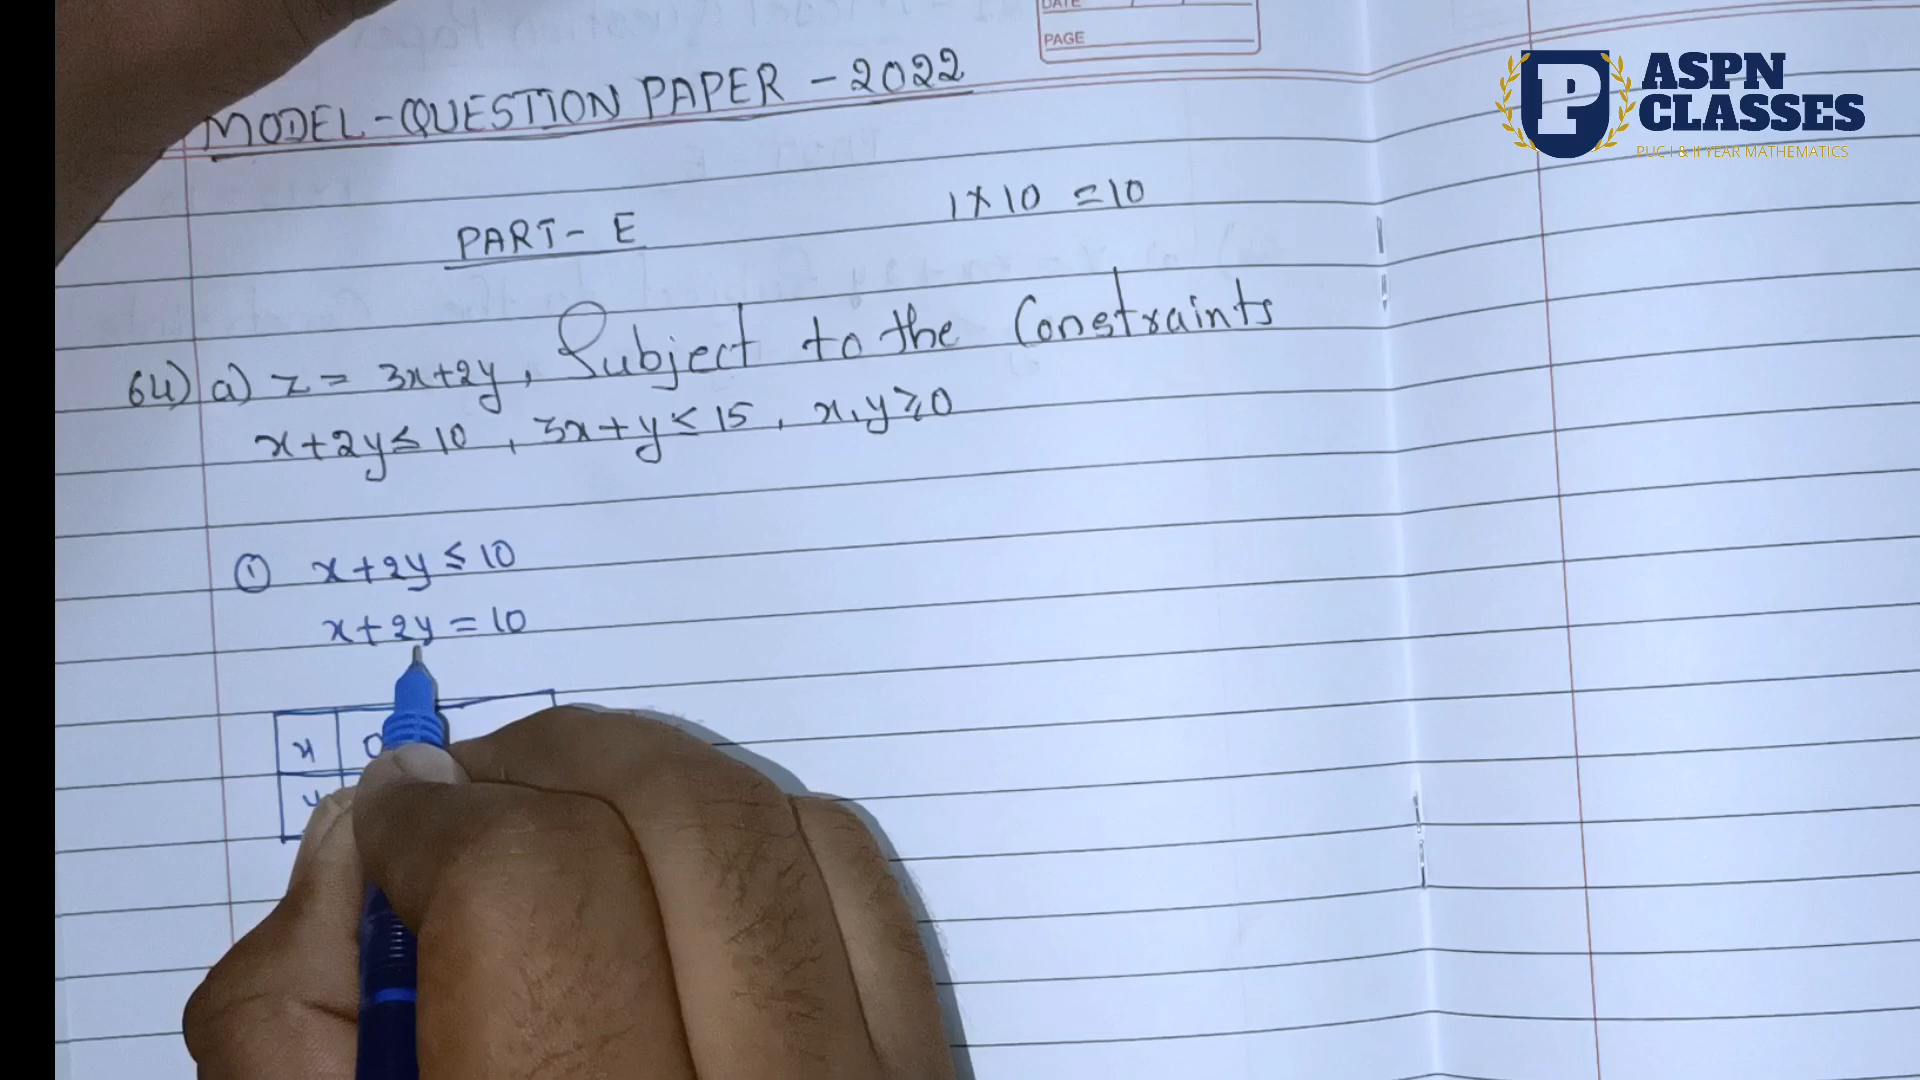 DATE / /
PAGE
ASPN
CLASSES
PUC I & II YEAR MATHEMATICS
MODEL-QUESTION PAPER - 2022
PART- E 1 × 10 = 10
64) a) z = 3x+2y, Subject to the Constraints
x+2y ≤ 10, 3x+y < 15, x,y ≥ 0
① x+2y ≤ 10
x+2y = 10
x 0
y